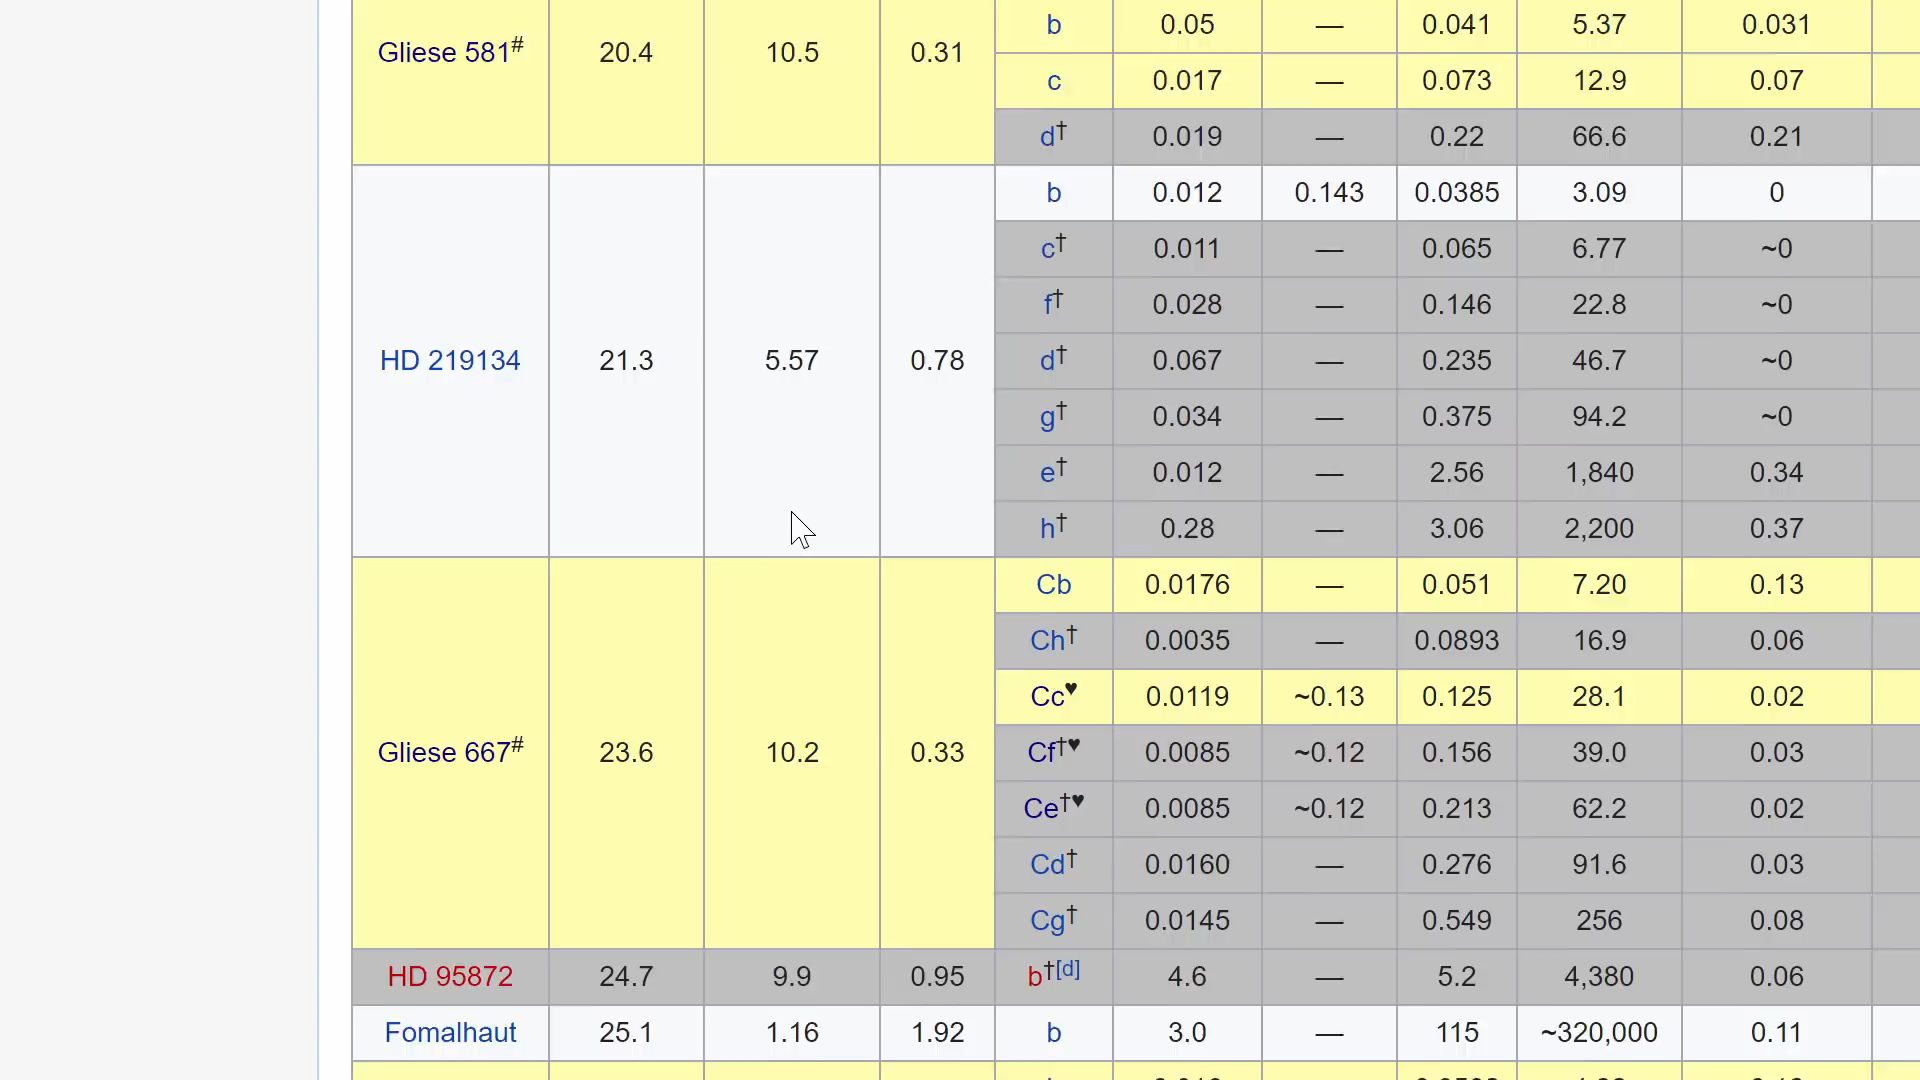 b 0.05 — 0.041 5.37 0.031
Gliese 581# 20.4 10.5 0.31
c 0.017 — 0.073 12.9 0.07
d† 0.019 — 0.22 66.6 0.21
b 0.012 0.143 0.0385 3.09 0
c† 0.011 — 0.065 6.77 ~0
f† 0.028 — 0.146 22.8 ~0
HD 219134 21.3 5.57 0.78 d† 0.067 — 0.235 46.7 ~0
g† 0.034 — 0.375 94.2 ~0
e† 0.012 — 2.56 1,840 0.34
h† 0.28 — 3.06 2,200 0.37
Cb 0.0176 — 0.051 7.20 0.13
Ch† 0.0035 — 0.0893 16.9 0.06
Cc♥ 0.0119 ~0.13 0.125 28.1 0.02
Gliese 667# 23.6 10.2 0.33 Cf†♥ 0.0085 ~0.12 0.156 39.0 0.03
Ce†♥ 0.0085 ~0.12 0.213 62.2 0.02
Cd† 0.0160 — 0.276 91.6 0.03
Cg† 0.0145 — 0.549 256 0.08
HD 95872 24.7 9.9 0.95 b†[d] 4.6 — 5.2 4,380 0.06
Fomalhaut 25.1 1.16 1.92 b 3.0 — 115 ~320,000 0.11